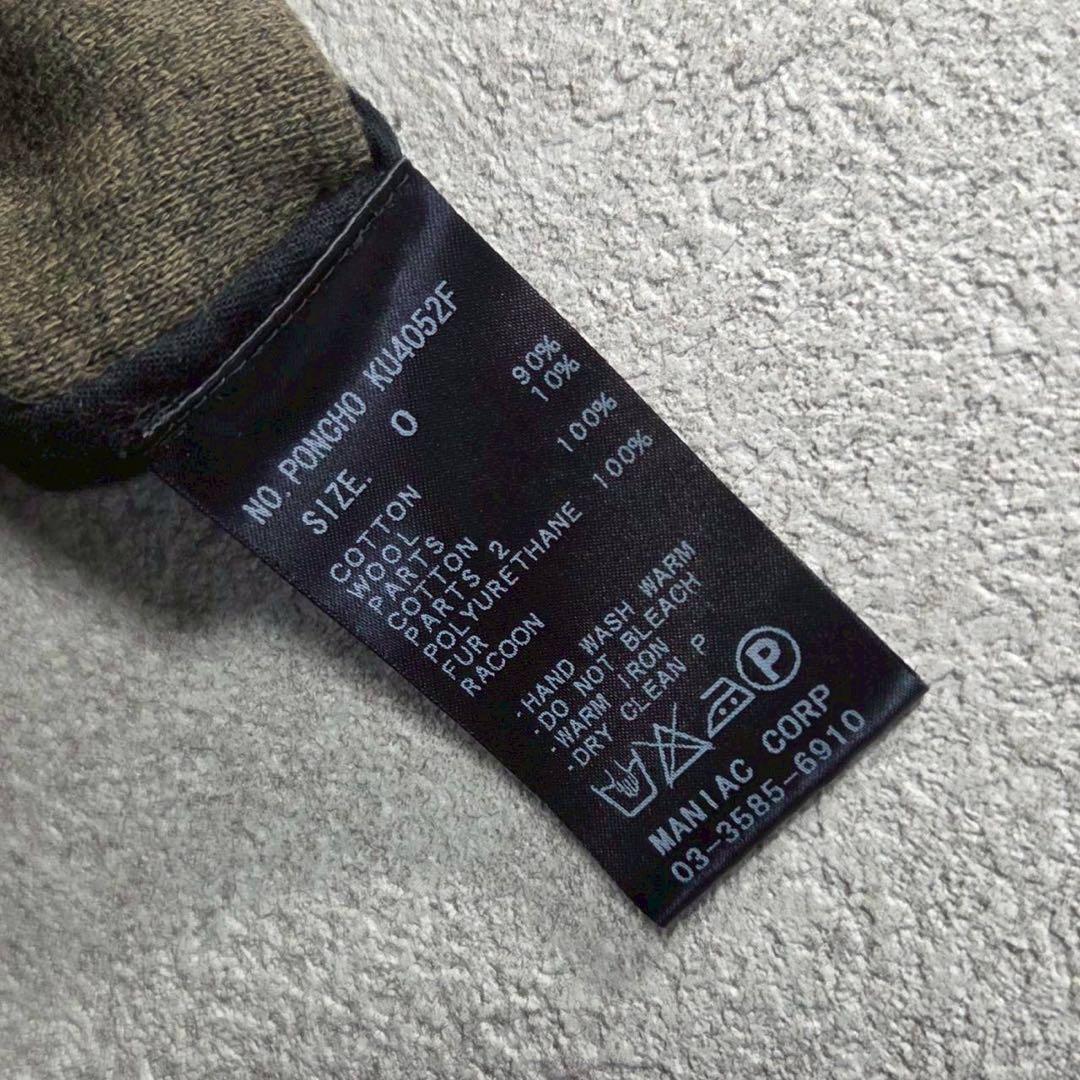 NO. PONCHO KU4052F
SIZE. 0
COTTON 90%
WOOL 10%
PARTS
COTTON 100%
PARTS 2
POLYURETHANE 100%
FUR
RACOON
·HAND WASH WARM
·DO NOT BLEACH
·WARM IRON
·DRY CLEAN P
P
MANIAC CORP
03-3585-6910